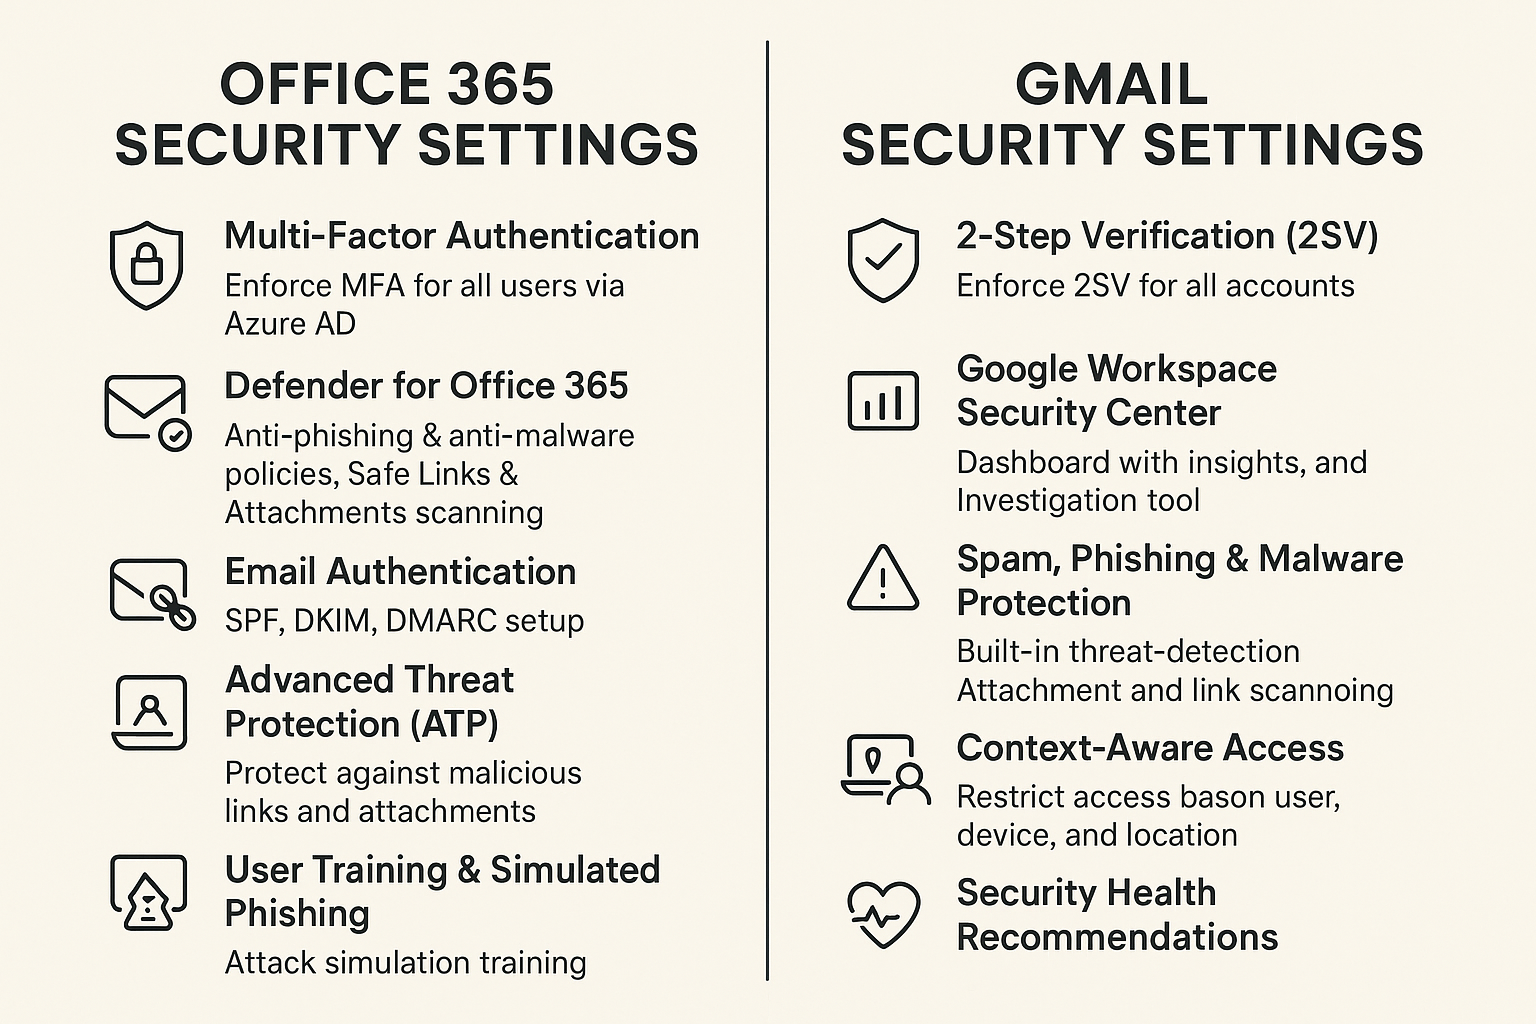 OFFICE 365
SECURITY SETTINGS
Multi-Factor Authentication
Enforce MFA for all users via
Azure AD
Defender for Office 365
Anti-phishing & anti-malware
policies, Safe Links &
Attachments scanning
Email Authentication
SPF, DKIM, DMARC setup
Advanced Threat
Protection (ATP)
Protect against malicious
links and attachments
User Training & Simulated
Phishing
Attack simulation training
GMAIL
SECURITY SETTINGS
2-Step Verification (2SV)
Enforce 2SV for all accounts
Google Workspace
Security Center
Dashboard with insights, and
Investigation tool
Spam, Phishing & Malware
Protection
Built-in threat-detection
Attachment and link scannoing
Context-Aware Access
Restrict access bason user,
device, and location
Security Health
Recommendations